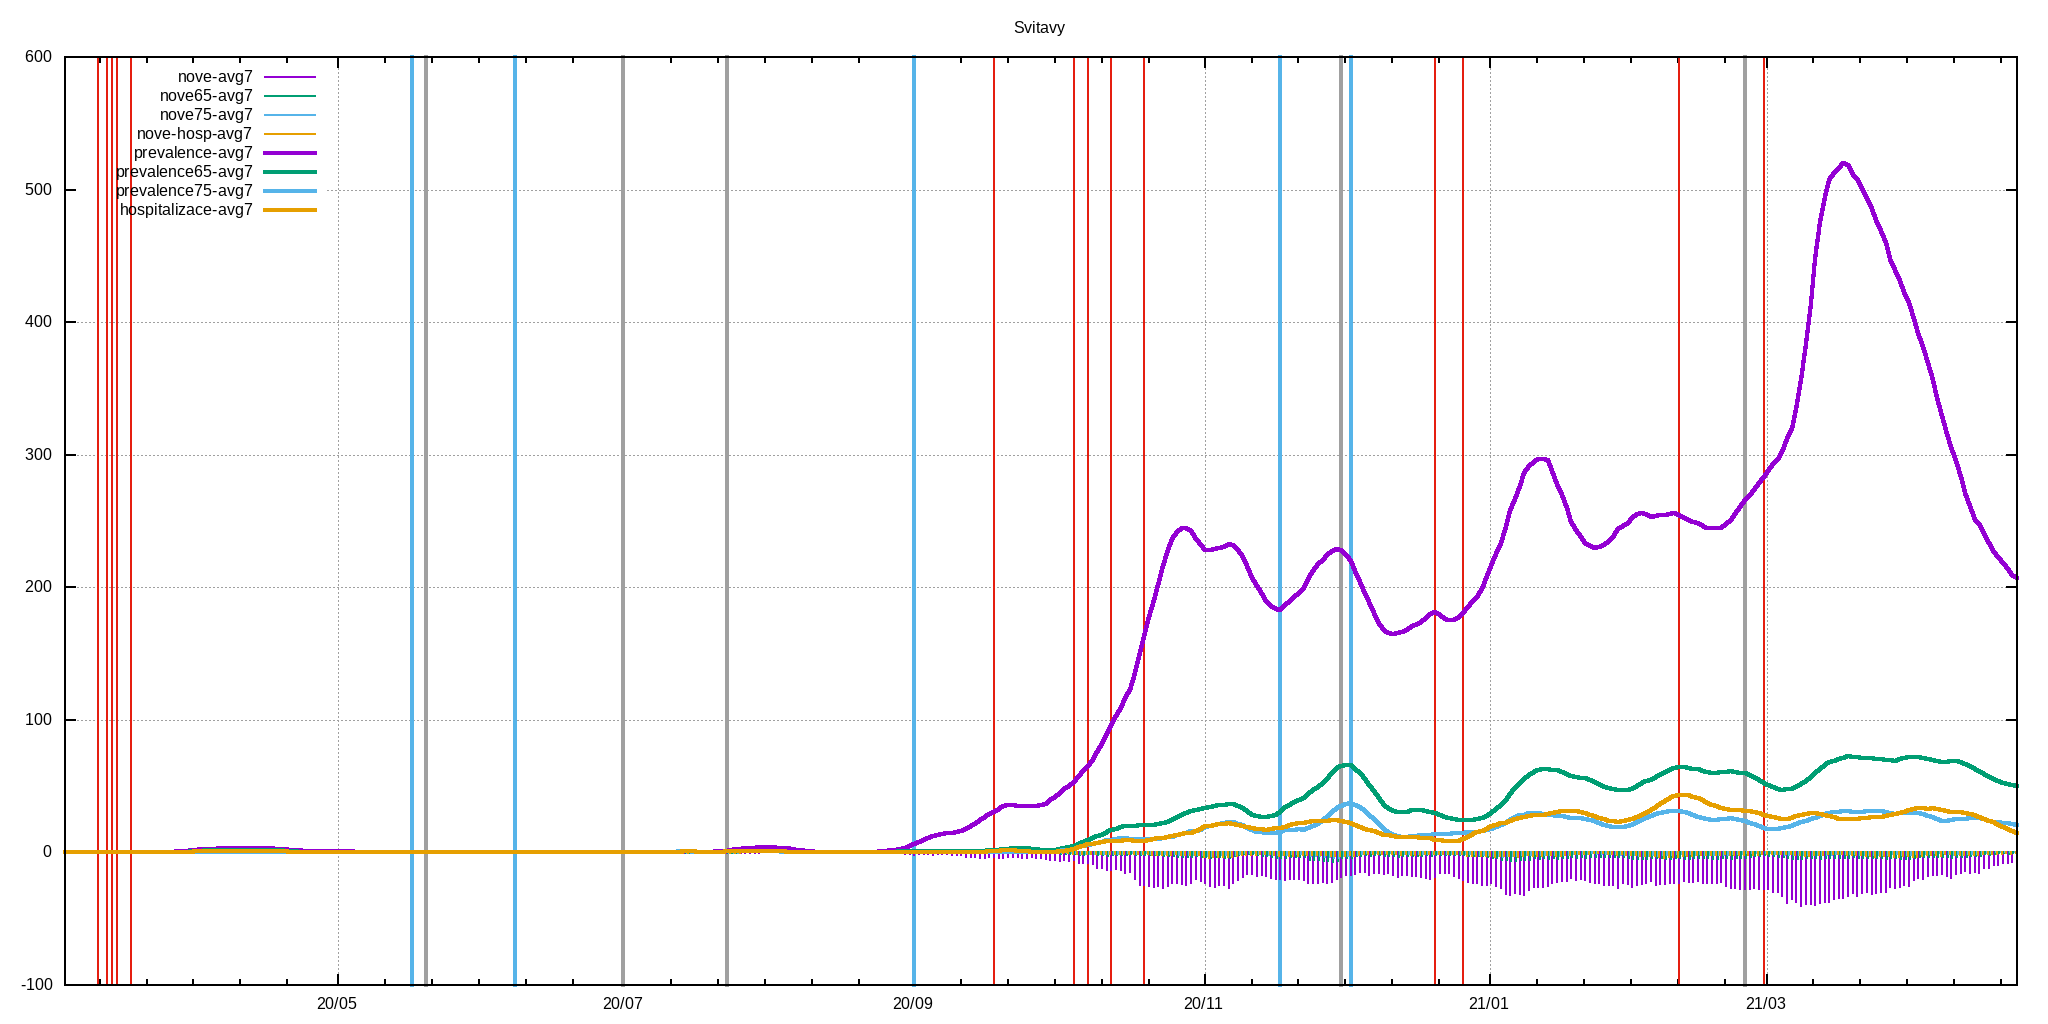 Svitavy
600
500
400
300
200
100
0
-100
nove-avg7
nove65-avg7
nove75-avg7
nove-hosp-avg7
prevalence-avg7
prevalence65-avg7
prevalence75-avg7
hospitalizace-avg7
20/05 20/07 20/09 20/11 21/01 21/03